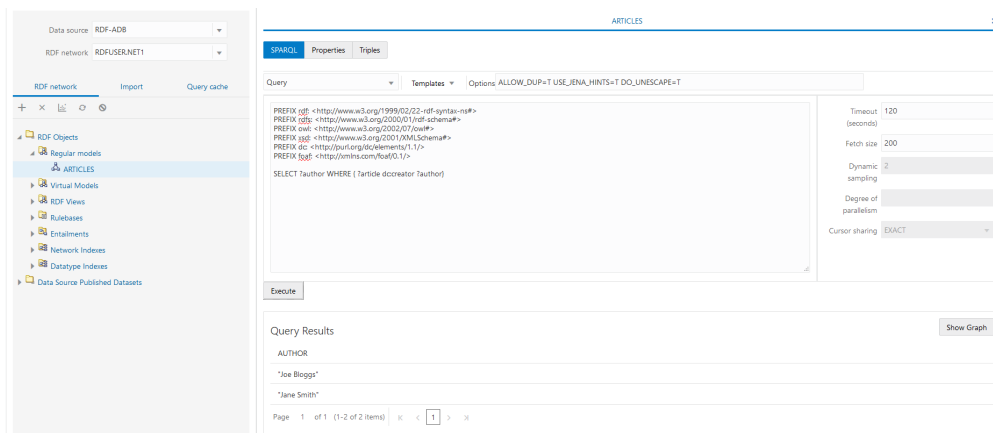 Data source RDF-ADB
RDF network RDFUSER.NET1
RDF network Import Query cache
RDF Objects
Regular models
ARTICLES
Virtual Models
RDF Views
Rulebases
Entailments
Network Indexes
Datatype Indexes
Data Source Published Datasets
ARTICLES
SPARQL Properties Triples
Query Templates Options ALLOW_DUP=T USE_JENA_HINTS=T DO_UNESCAPE=T
PREFIX rdf: <http://www.w3.org/1999/02/22-rdf-syntax-ns#>
PREFIX rdfs: <http://www.w3.org/2000/01/rdf-schema#>
PREFIX owl: <http://www.w3.org/2002/07/owl#>
PREFIX xsd: <http://www.w3.org/2001/XMLSchema#>
PREFIX dc: <http://purl.org/dc/elements/1.1/>
PREFIX foaf: <http://xmlns.com/foaf/0.1/>
SELECT ?author WHERE { ?article dc:creator ?author}
Timeout 120
(seconds)
Fetch size 200
Dynamic 2
sampling
Degree of
parallelism
Cursor sharing EXACT
Execute
Query Results
Show Graph
AUTHOR
"Joe Bloggs"
"Jane Smith"
Page 1 of 1 (1-2 of 2 items) 1